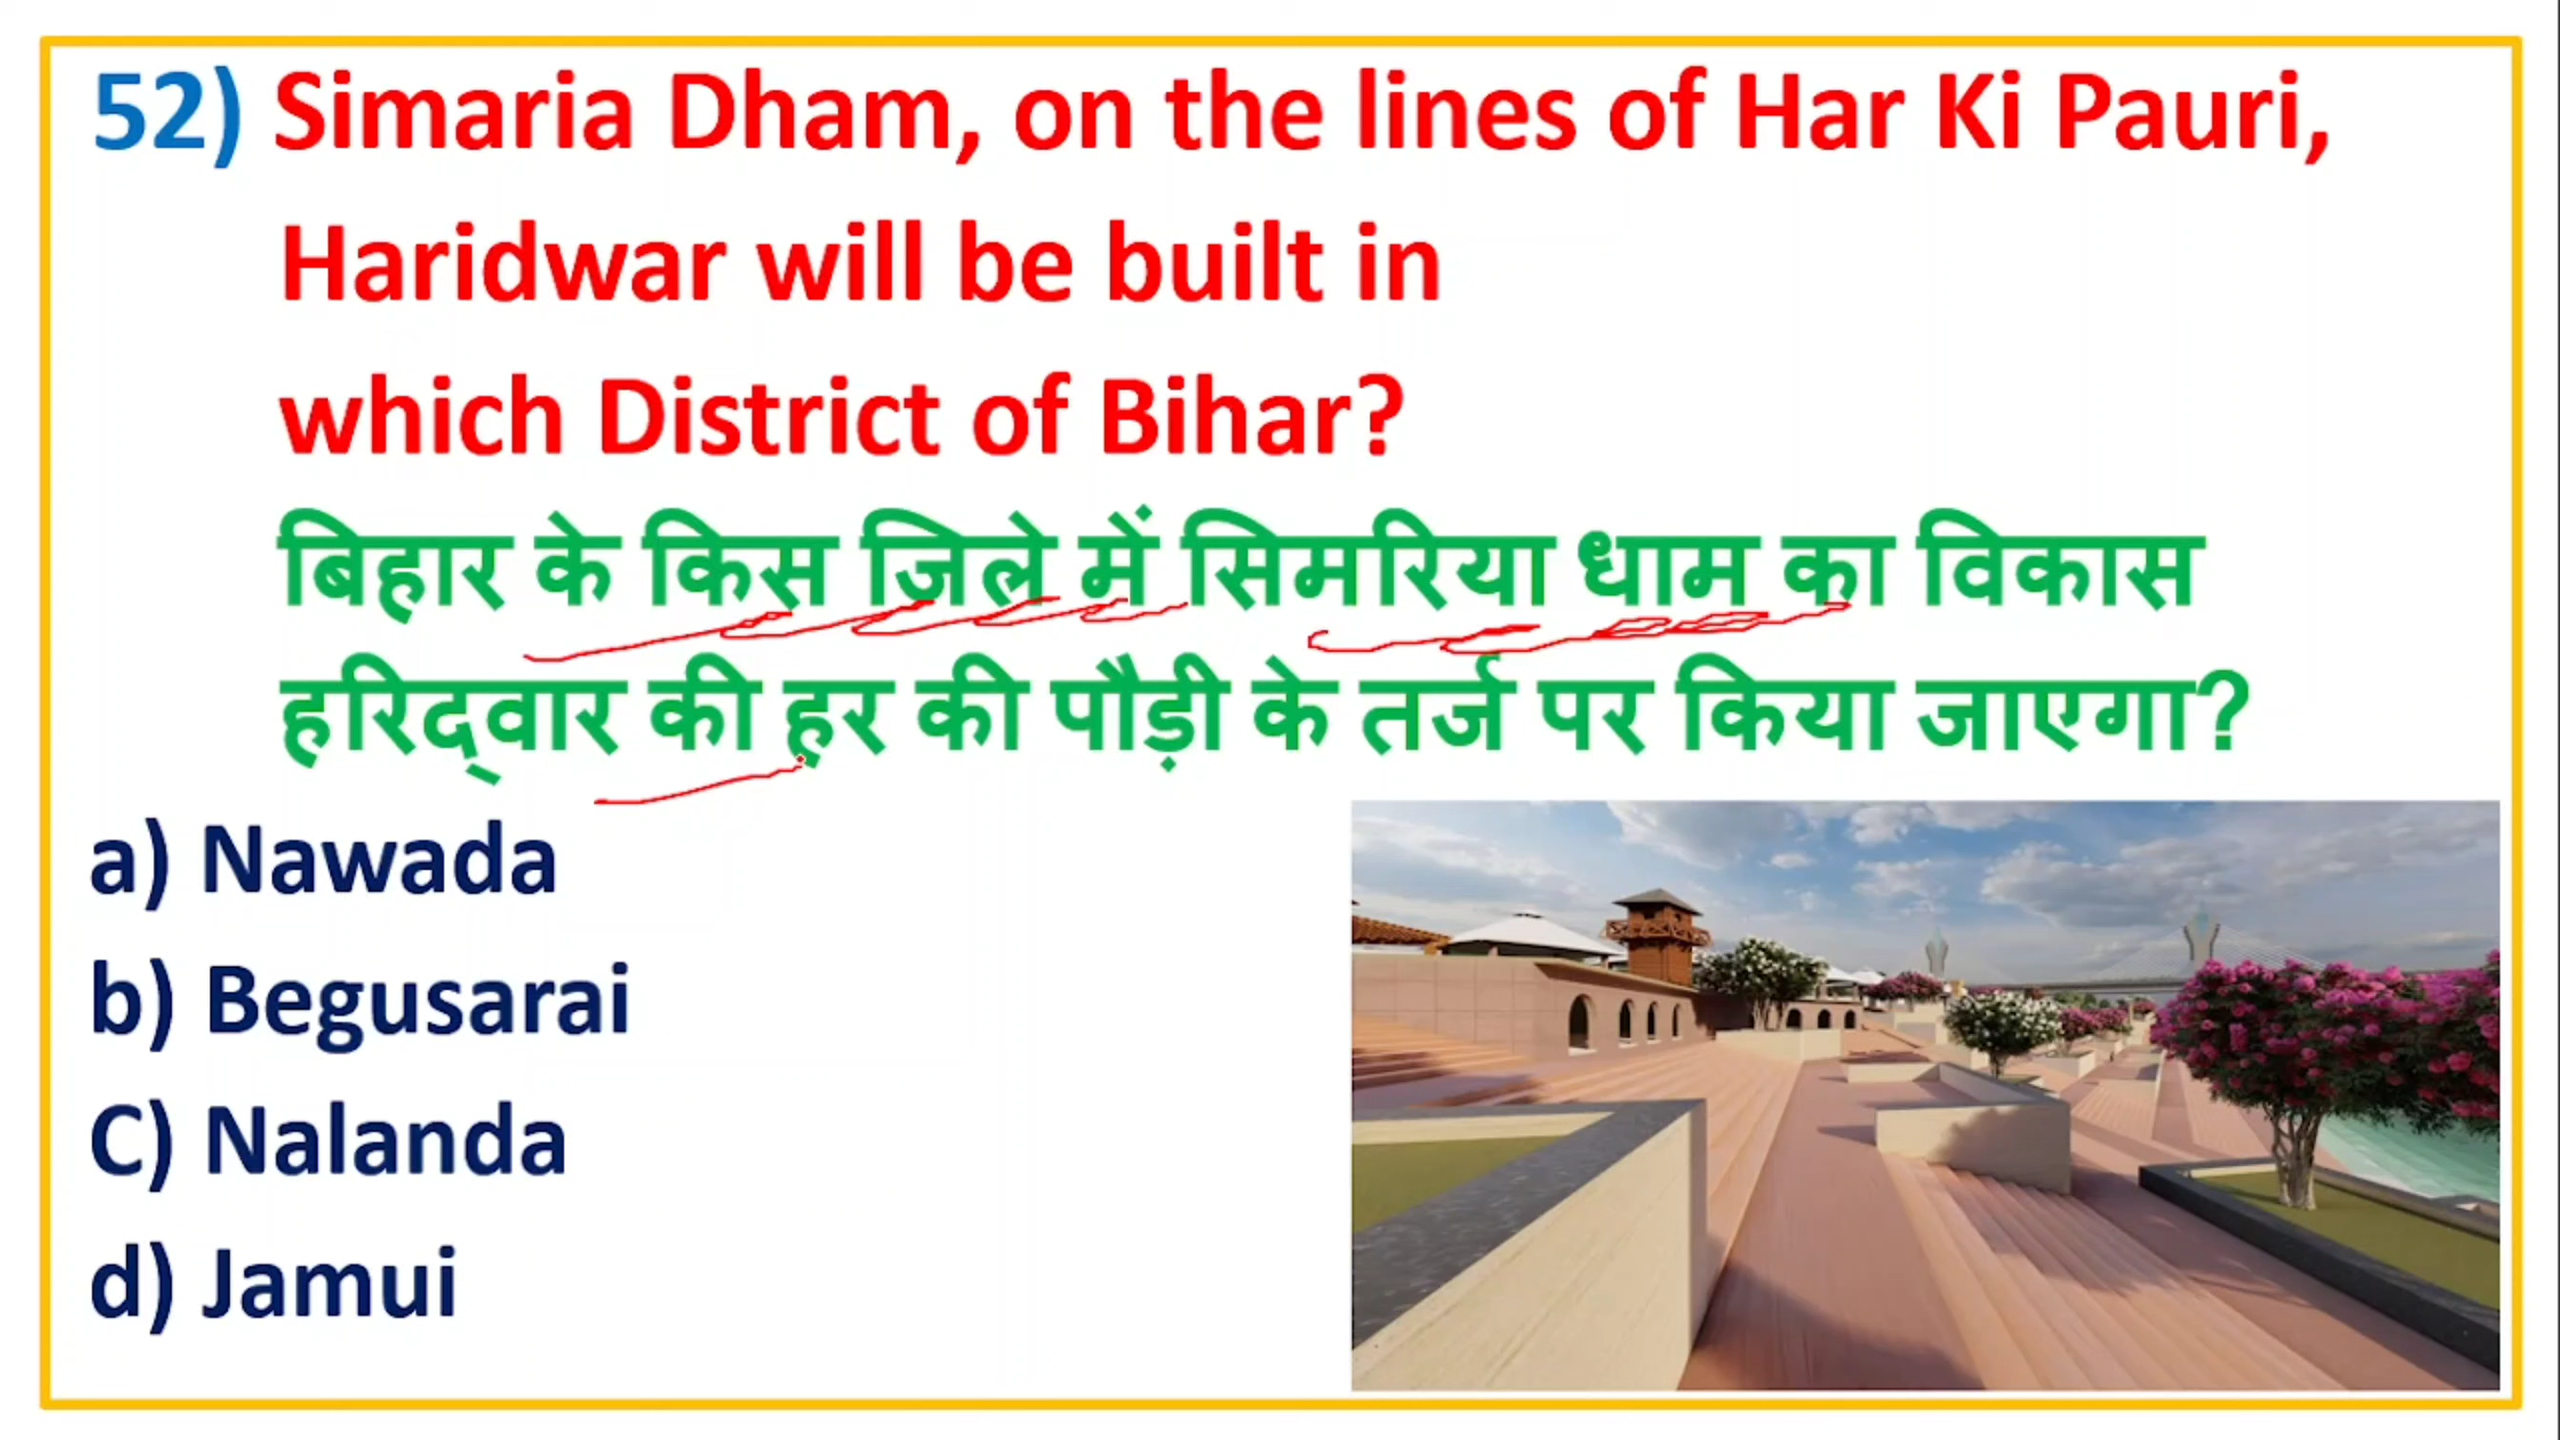 52) Simaria Dham, on the lines of Har Ki Pauri,
Haridwar will be built in
which District of Bihar?
बिहार के किस जिले में सिमरिया धाम का विकास
हरिद्वार की हर की पौड़ी के तर्ज पर किया जाएगा?
a) Nawada
b) Begusarai
C) Nalanda
d) Jamui